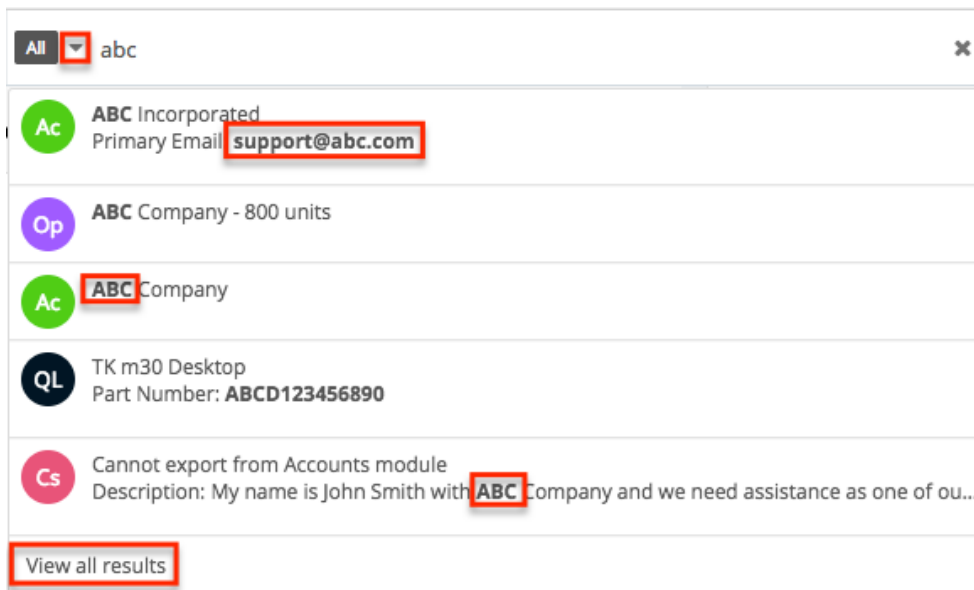 All abc
Ac ABC Incorporated
Primary Email: support@abc.com
Op ABC Company - 800 units
Ac ABC Company
QL TK m30 Desktop
Part Number: ABCD123456890
Cs Cannot export from Accounts module
Description: My name is John Smith with ABC Company and we need assistance as one of ou...
View all results